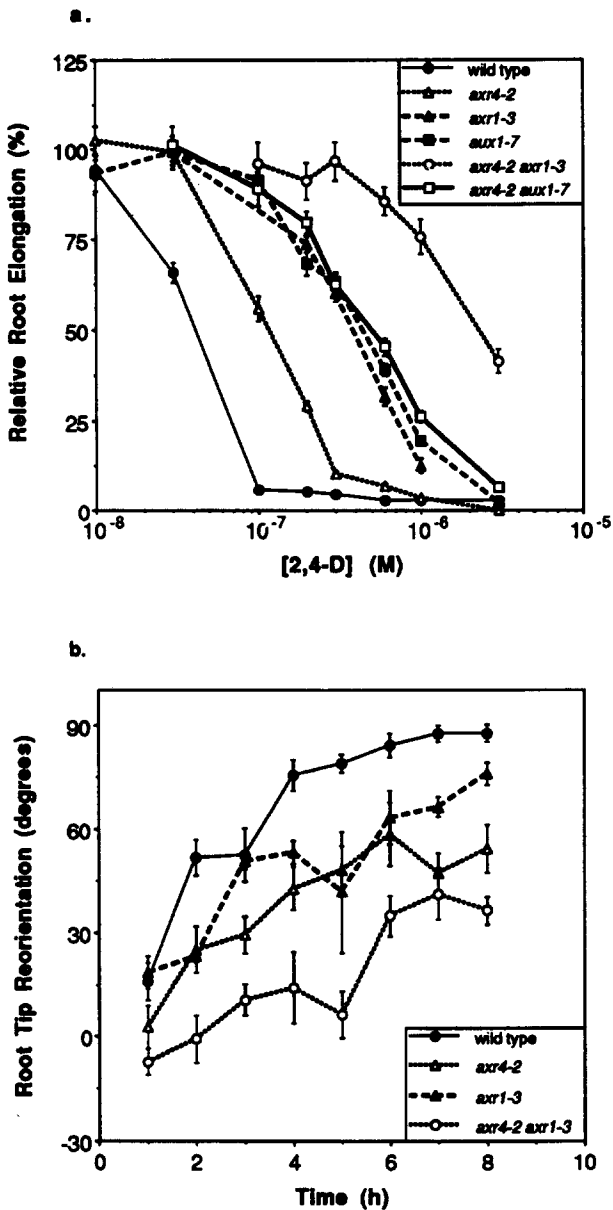 a.
125
100
75
50
25
0
Relative Root Elongation (%)
wild type
axr4-2
axr1-3
aux1-7
axr4-2 axr1-3
axr4-2 aux1-7
10-8
10-7
10-6
10-5
[2,4-D] (M)
b.
90
60
30
0
-30
Root Tip Reorientation (degrees)
wild type
axr4-2
axr1-3
axr4-2 axr1-3
0
2
4
6
8
10
Time (h)